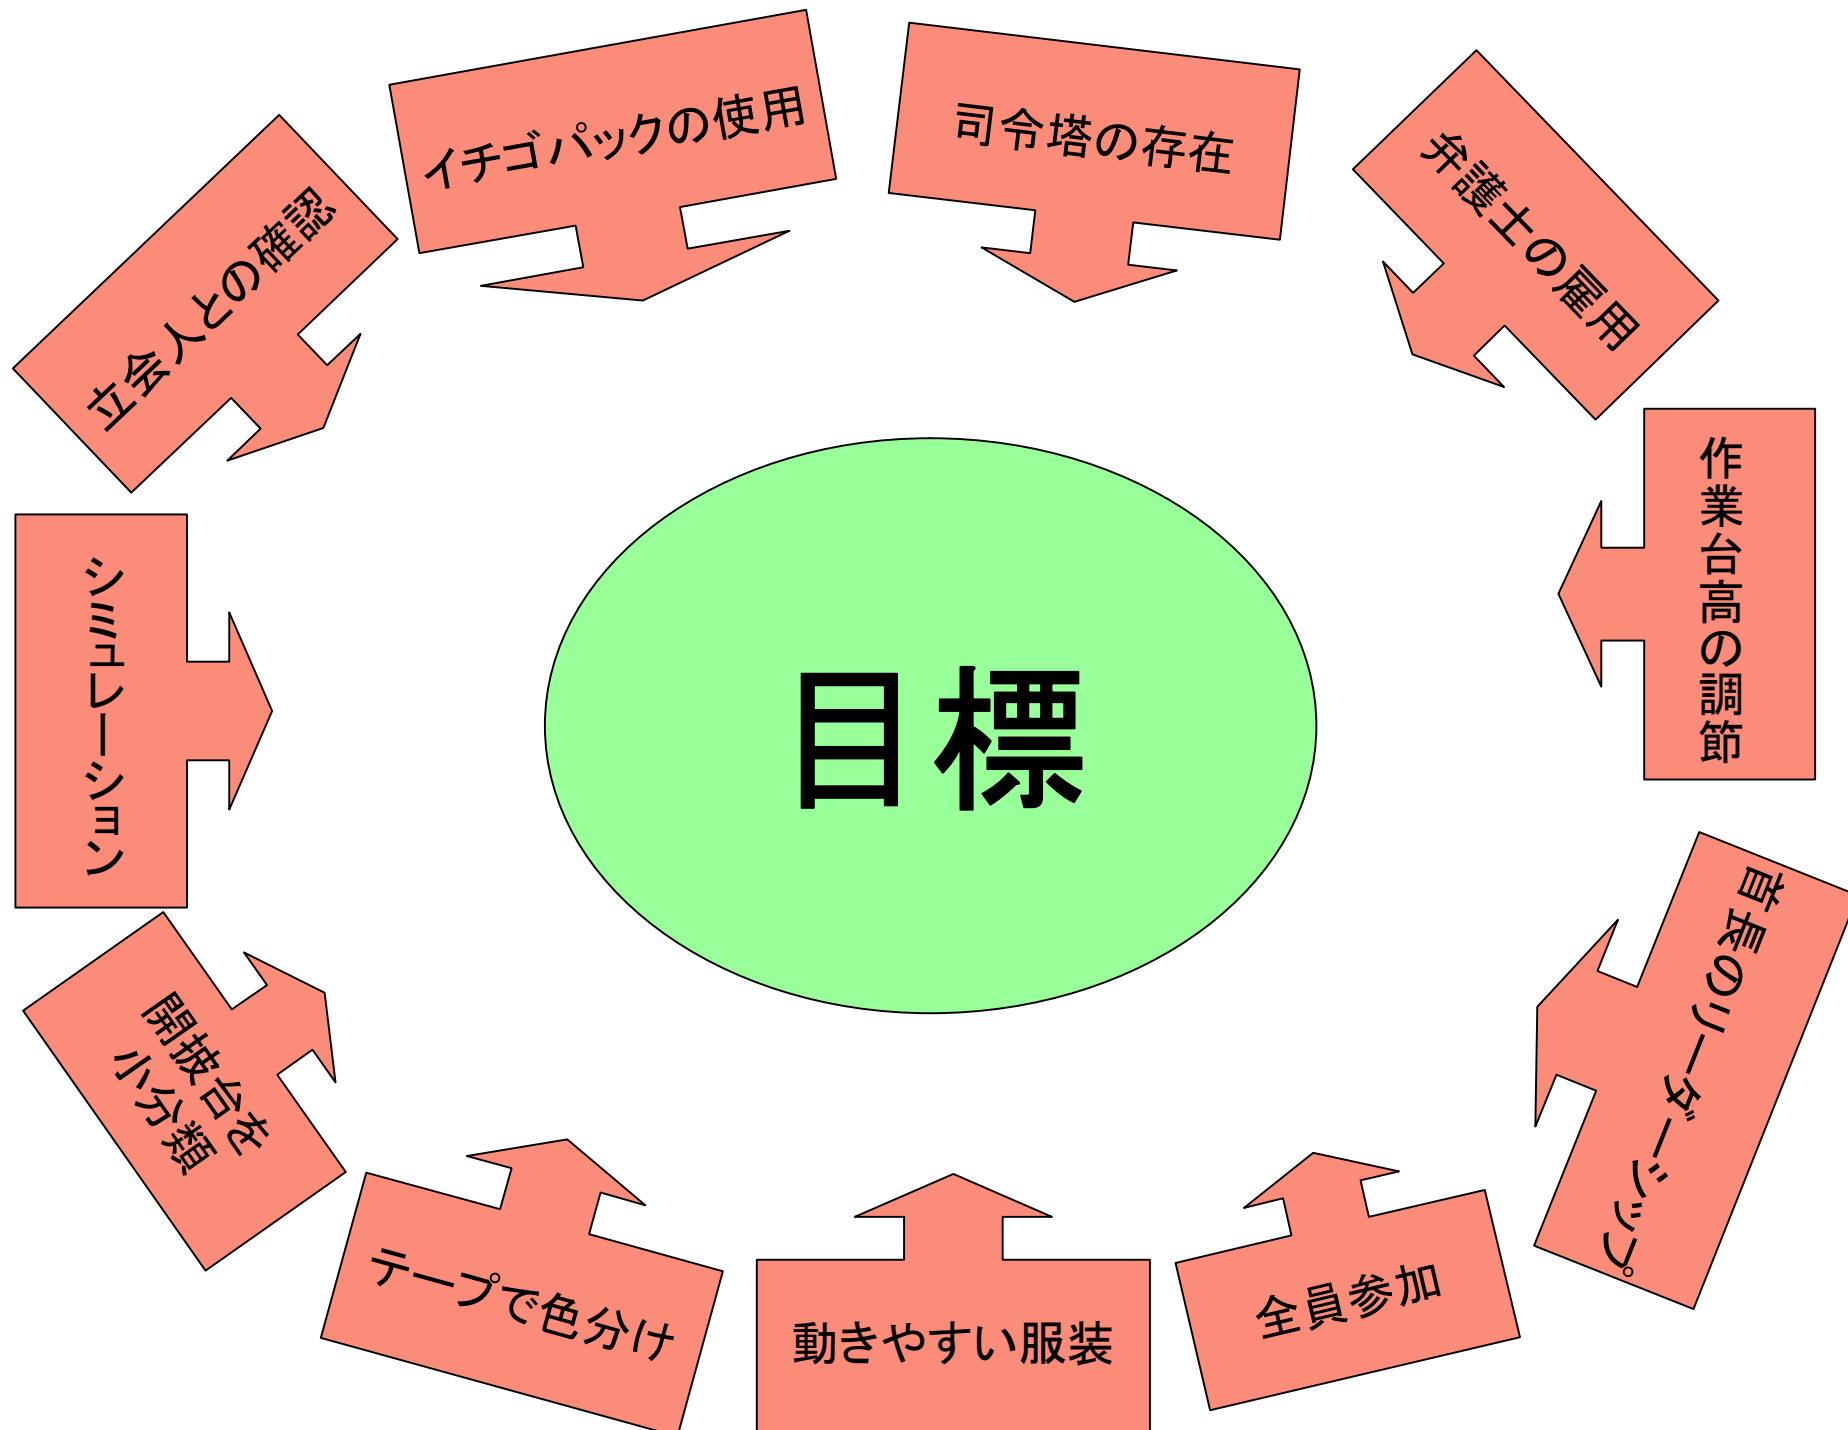 イチゴパックの使用
司令塔の存在
弁護士の雇用
立会人との確認
作業台高の調節
シミュレーション
目標
首長のリーダーシップ
開披台を
小分類
テープで色分け
動きやすい服装
全員参加